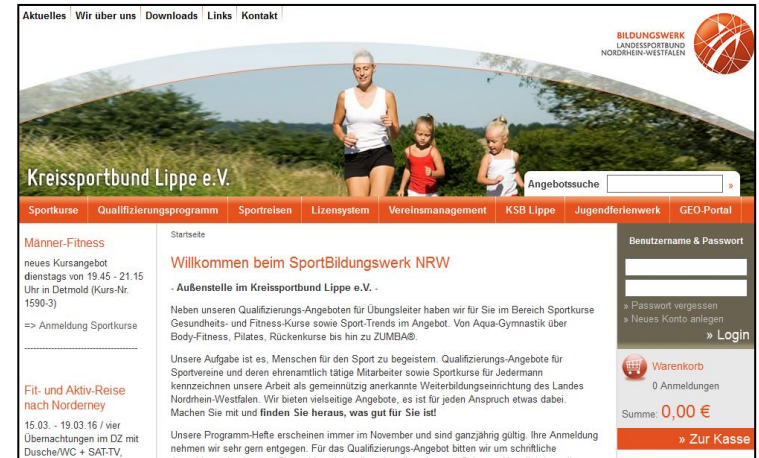 Aktuelles Wir über uns Downloads Links Kontakt
BILDUNGSWERK
LANDESSPORTBUND
NORDRHEIN-WESTFALEN
Kreissportbund Lippe e.V.
Angebotssuche »
Sportkurse Qualifizierungsprogramm Sportreisen Lizensystem Vereinsmanagement KSB Lippe Jugendferienwerk GEO-Portal
Männer-Fitness
neues Kursangebot
dienstags von 19.45 - 21.15
Uhr in Detmold (Kurs-Nr.
1590-3)
=> Anmeldung Sportkurse
--------------------------------------
Fit- und Aktiv-Reise
nach Norderney
15.03. - 19.03.16 / vier
Übernachtungen im DZ mit
Dusche/WC + SAT-TV,
Startseite
Willkommen beim SportBildungswerk NRW
- Außenstelle im Kreissportbund Lippe e.V. -
Neben unseren Qualifizierungs-Angeboten für Übungsleiter haben wir für Sie im Bereich Sportkurse
Gesundheits- und Fitness-Kurse sowie Sport-Trends im Angebot. Von Aqua-Gymnastik über
Body-Fitness, Pilates, Rückenkurse bis hin zu ZUMBA®.
Unsere Aufgabe ist es, Menschen für den Sport zu begeistern. Qualifizierungs-Angebote für
Sportvereine und deren ehrenamtlich tätige Mitarbeiter sowie Sportkurse für Jedermann
kennzeichnen unsere Arbeit als gemeinnützig anerkannte Weiterbildungseinrichtung des Landes
Nordrhein-Westfalen. Wir bieten vielseitige Angebote, es ist für jeden Anspruch etwas dabei.
Machen Sie mit und finden Sie heraus, was gut für Sie ist!
Unsere Programm-Hefte erscheinen immer im November und sind ganzjährig gültig. Ihre Anmeldung
nehmen wir sehr gern entgegen. Für das Qualifizierungs-Angebot bitten wir um schriftliche
Benutzername & Passwort
» Passwort vergessen
» Neues Konto anlegen
» Login
Warenkorb
0 Anmeldungen
Summe: 0,00 €
» Zur Kasse